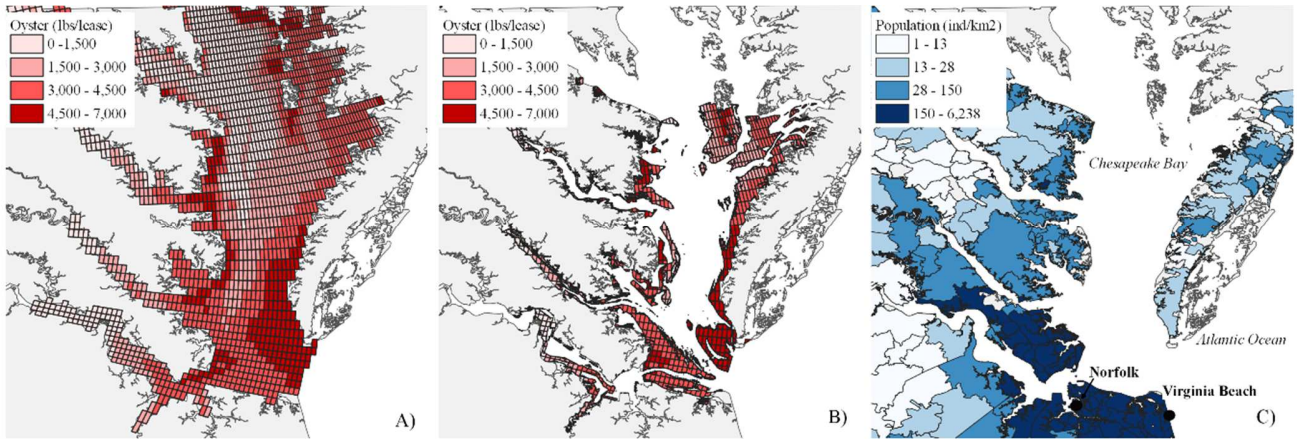 Oyster (lbs/lease)
0 - 1,500
1,500 - 3,000
3,000 - 4,500
4,500 - 7,000
A)
Oyster (lbs/lease)
0 - 1,500
1,500 - 3,000
3,000 - 4,500
4,500 - 7,000
B)
Population (ind/km2)
1 - 13
13 - 28
28 - 150
150 - 6,238
Chesapeake Bay
Atlantic Ocean
Norfolk
Virginia Beach
C)